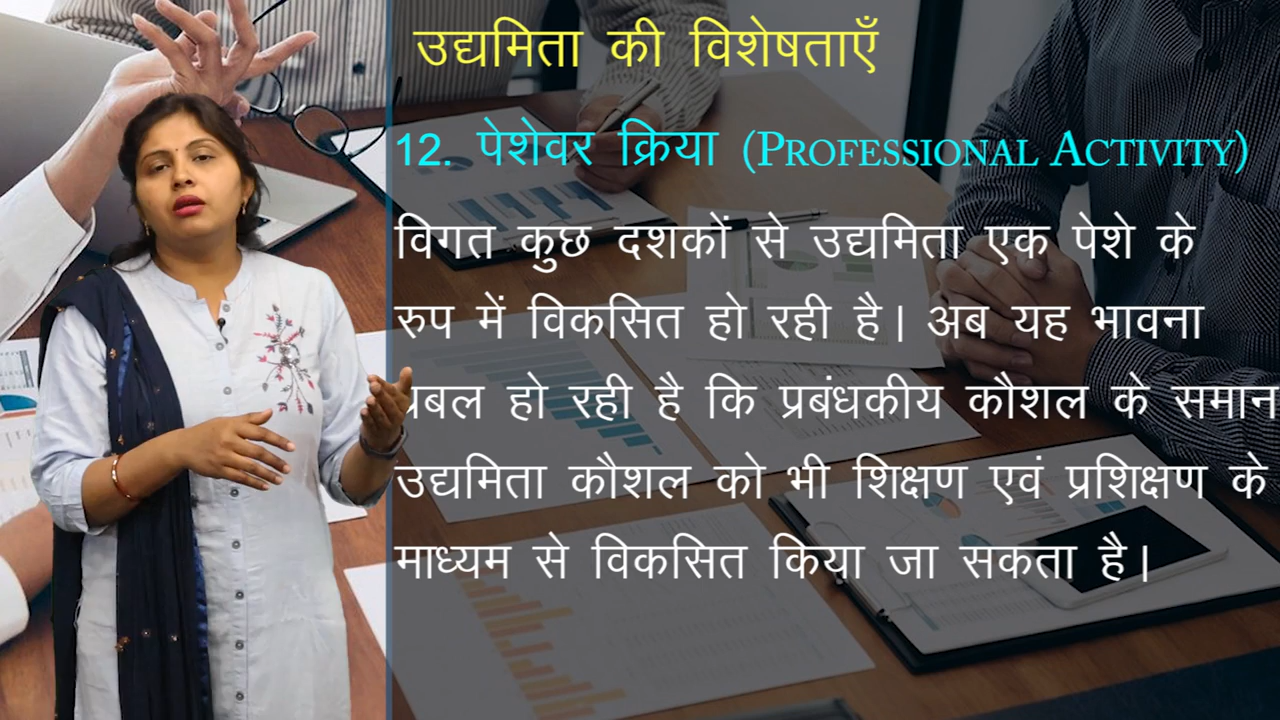 उद्यमिता की विशेषताएँ
12. पेशेवर क्रिया (PROFESSIONAL ACTIVITY)
विगत कुछ दशकों से उद्यमिता एक पेशे के
रुप में विकसित हो रही है। अब यह भावना
प्रबल हो रही है कि प्रबंधकीय कौशल के समान
उद्यमिता कौशल को भी शिक्षण एवं प्रशिक्षण के
माध्यम से विकसित किया जा सकता है।